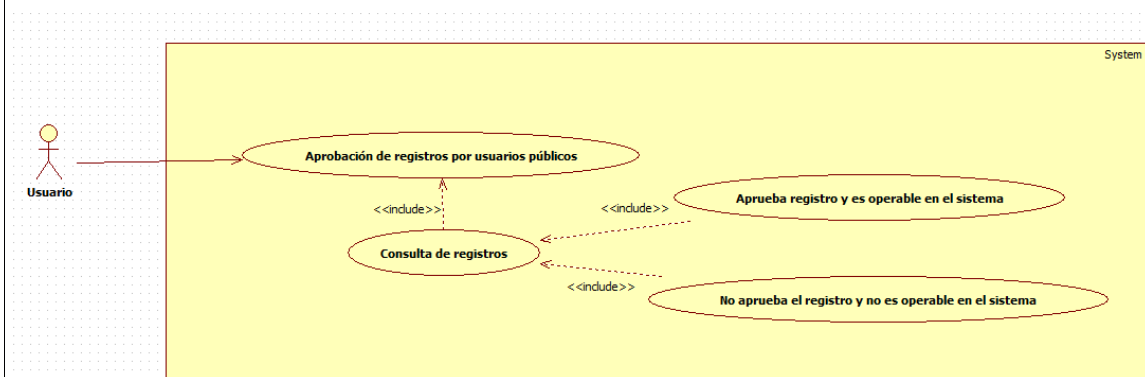 System
Aprobación de registros por usuarios públicos
Usuario
Aprueba registro y es operable en el sistema
<<include>>
<<include>>
Consulta de registros
<<include>>
No aprueba el registro y no es operable en el sistema